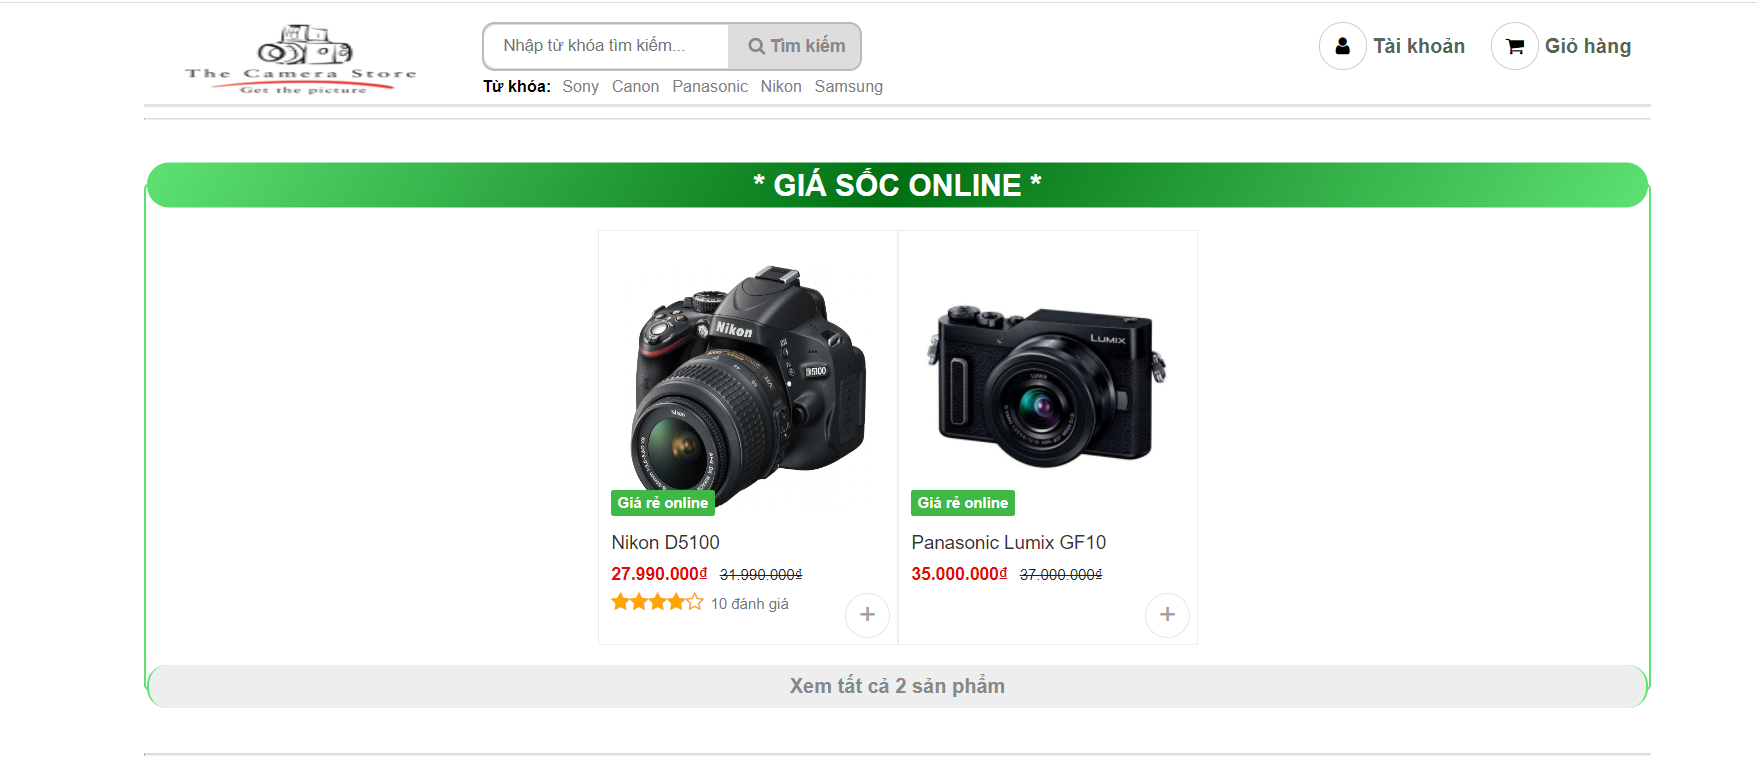 The Camera Store
Get the picture
Nhập từ khóa tìm kiếm...
Tìm kiếm
Từ khóa: Sony Canon Panasonic Nikon Samsung
Tài khoản
Giỏ hàng
* GIÁ SỐC ONLINE *
Nikon
D5100
Nikon
Giá rẻ online
Nikon D5100
27.990.000₫ 31.990.000₫
10 đánh giá
+
LUMIX
LUMIX
Giá rẻ online
Panasonic Lumix GF10
35.000.000₫ 37.000.000₫
+
Xem tất cả 2 sản phẩm